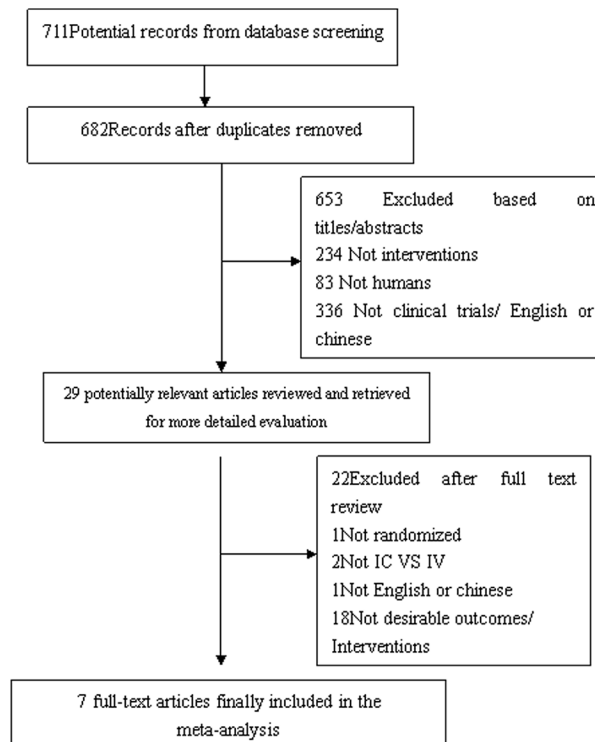 711Potential records from database screening
682Records after duplicates removed
653 Excluded based on
titles/abstracts
234 Not interventions
83 Not humans
336 Not clinical trials/ English or
chinese
29 potentially relevant articles reviewed and retrieved
for more detailed evaluation
22Excluded after full text
review
1Not randomized
2Not IC VS IV
1Not English or chinese
18Not desirable outcomes/
Interventions
7 full-text articles finally included in the
meta-analysis